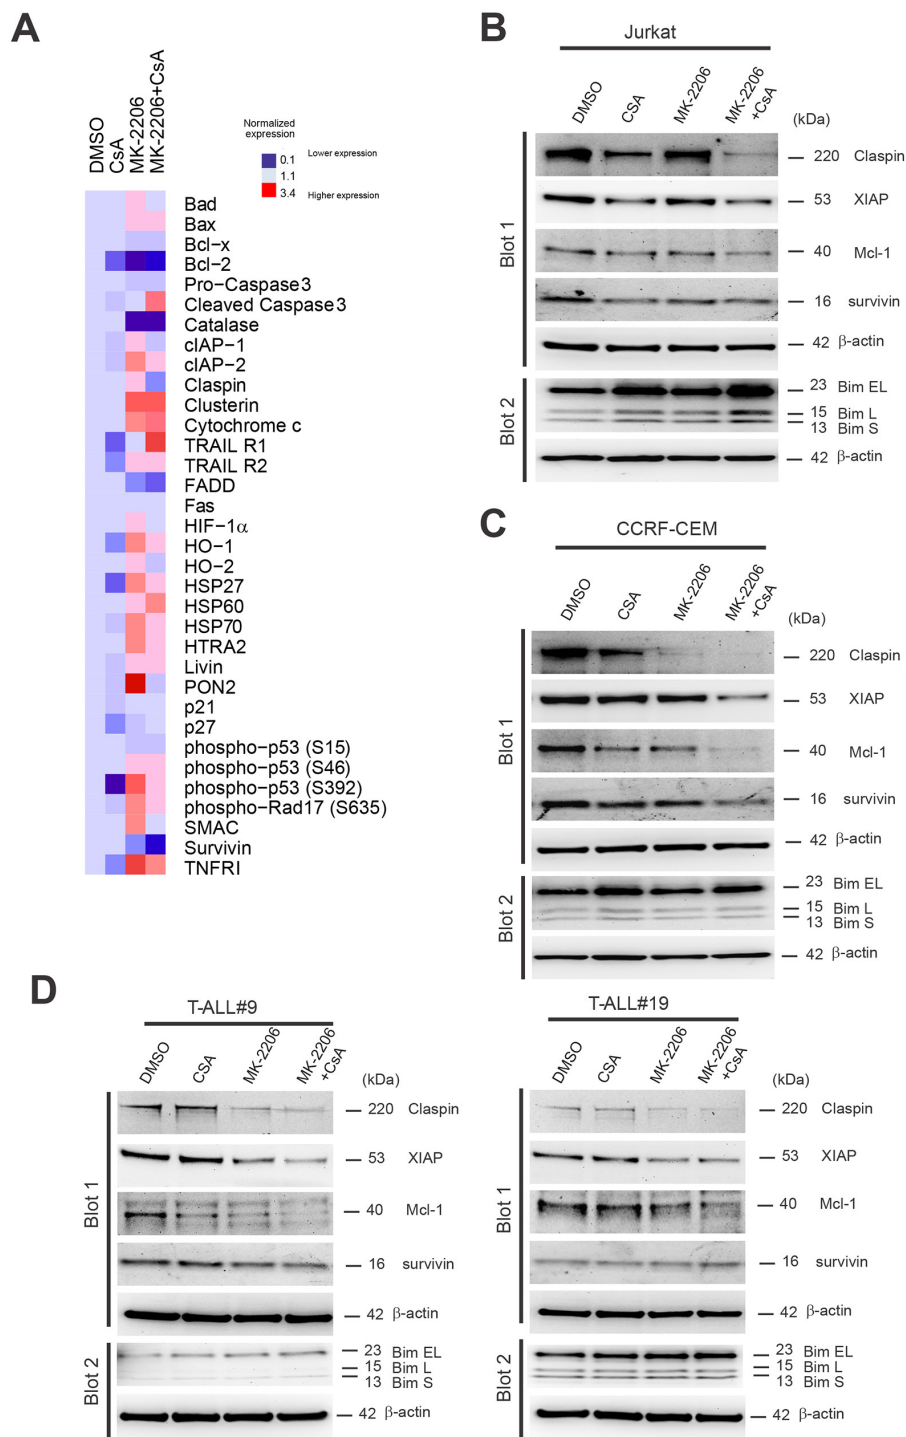 A
DMSO
CsA
MK-2206
MK-2206+CsA
Normalized
expression
0.1
Lower expression
1.1
3.4
Higher expression
Bad
Bax
Bcl-x
Bcl-2
Pro-Caspase3
Cleaved Caspase3
Catalase
cIAP-1
cIAP-2
Claspin
Clusterin
Cytochrome c
TRAIL R1
TRAIL R2
FADD
Fas
HIF-1α
HO-1
HO-2
HSP27
HSP60
HSP70
HTRA2
Livin
PON2
p21
p27
phospho-p53 (S15)
phospho-p53 (S46)
phospho-p53 (S392)
phospho-Rad17 (S635)
SMAC
Survivin
TNFRI
B
Jurkat
DMSO
CSA
MK-2206
MK-2206
+CsA
(kDa)
Blot 1
220 Claspin
53 XIAP
40 Mcl-1
16 survivin
42 β-actin
Blot 2
23 Bim EL
15 Bim L
13 Bim S
42 β-actin
C
CCRF-CEM
DMSO
CSA
MK-2206
MK-2206
+CsA
(kDa)
Blot 1
220 Claspin
53 XIAP
40 Mcl-1
16 survivin
42 β-actin
Blot 2
23 Bim EL
15 Bim L
13 Bim S
42 β-actin
D
T-ALL#9
DMSO
CSA
MK-2206
MK-2206
+CsA
(kDa)
Blot 1
220 Claspin
53 XIAP
40 Mcl-1
16 survivin
42 β-actin
Blot 2
23 Bim EL
15 Bim L
13 Bim S
42 β-actin
T-ALL#19
DMSO
CSA
MK-2206
MK-2206
+CsA
(kDa)
Blot 1
220 Claspin
53 XIAP
40 Mcl-1
16 survivin
42 β-actin
Blot 2
23 Bim EL
15 Bim L
13 Bim S
42 β-actin